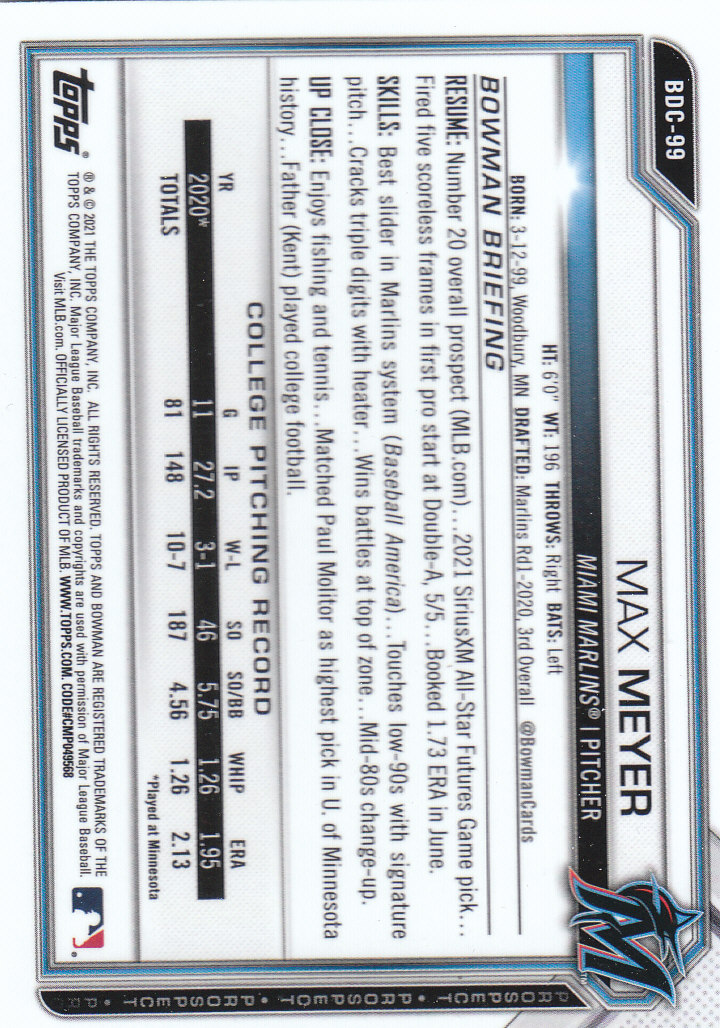 BDC-99
MAX MEYER
MIAMI MARLINS® | PITCHER
HT: 6'0" WT: 196 THROWS: Right BATS: Left
BORN: 3-12-99, Woodbury, MN DRAFTED: Marlins Rd1-2020, 3rd Overall @BowmanCards
BOWMAN BRIEFING
RESUME: Number 20 overall prospect (MLB.com)...2021 SiriusXM All-Star Futures Game pick...
Fired five scoreless frames in first pro start at Double-A, 5/5...Booked 1.73 ERA in June.
SKILLS: Best slider in Marlins system (Baseball America)...Touches low-90s with signature
pitch...Cracks triple digits with heater...Wins battles at top of zone...Mid-80s change-up.
UP CLOSE: Enjoys fishing and tennis...Matched Paul Molitor as highest pick in U. of Minnesota
history...Father (Kent) played college football.
COLLEGE PITCHING RECORD
YR G IP W-L SO SO/BB WHIP ERA
2020* 11 27.2 3-1 46 5.75 1.26 1.95
TOTALS 81 148 10-7 187 4.56 1.26 2.13
*Played at Minnesota
topps®
® & © 2021 THE TOPPS COMPANY, INC. ALL RIGHTS RESERVED. TOPPS AND BOWMAN ARE REGISTERED TRADEMARKS OF THE
TOPPS COMPANY, INC. Major League Baseball trademarks and copyrights are used with permission of Major League Baseball.
Visit MLB.com. OFFICIALLY LICENSED PRODUCT OF MLB. WWW.TOPPS.COM. CODE#CMP049568
PROSPECT • PROSPECT • PROSPECT • PR